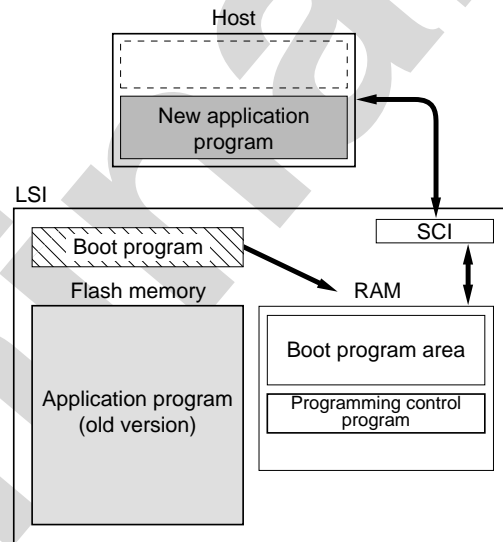 Host
New application
program
LSI
SCI
Boot program
Flash memory
RAM
Application program
(old version)
Boot program area
Programming control
program